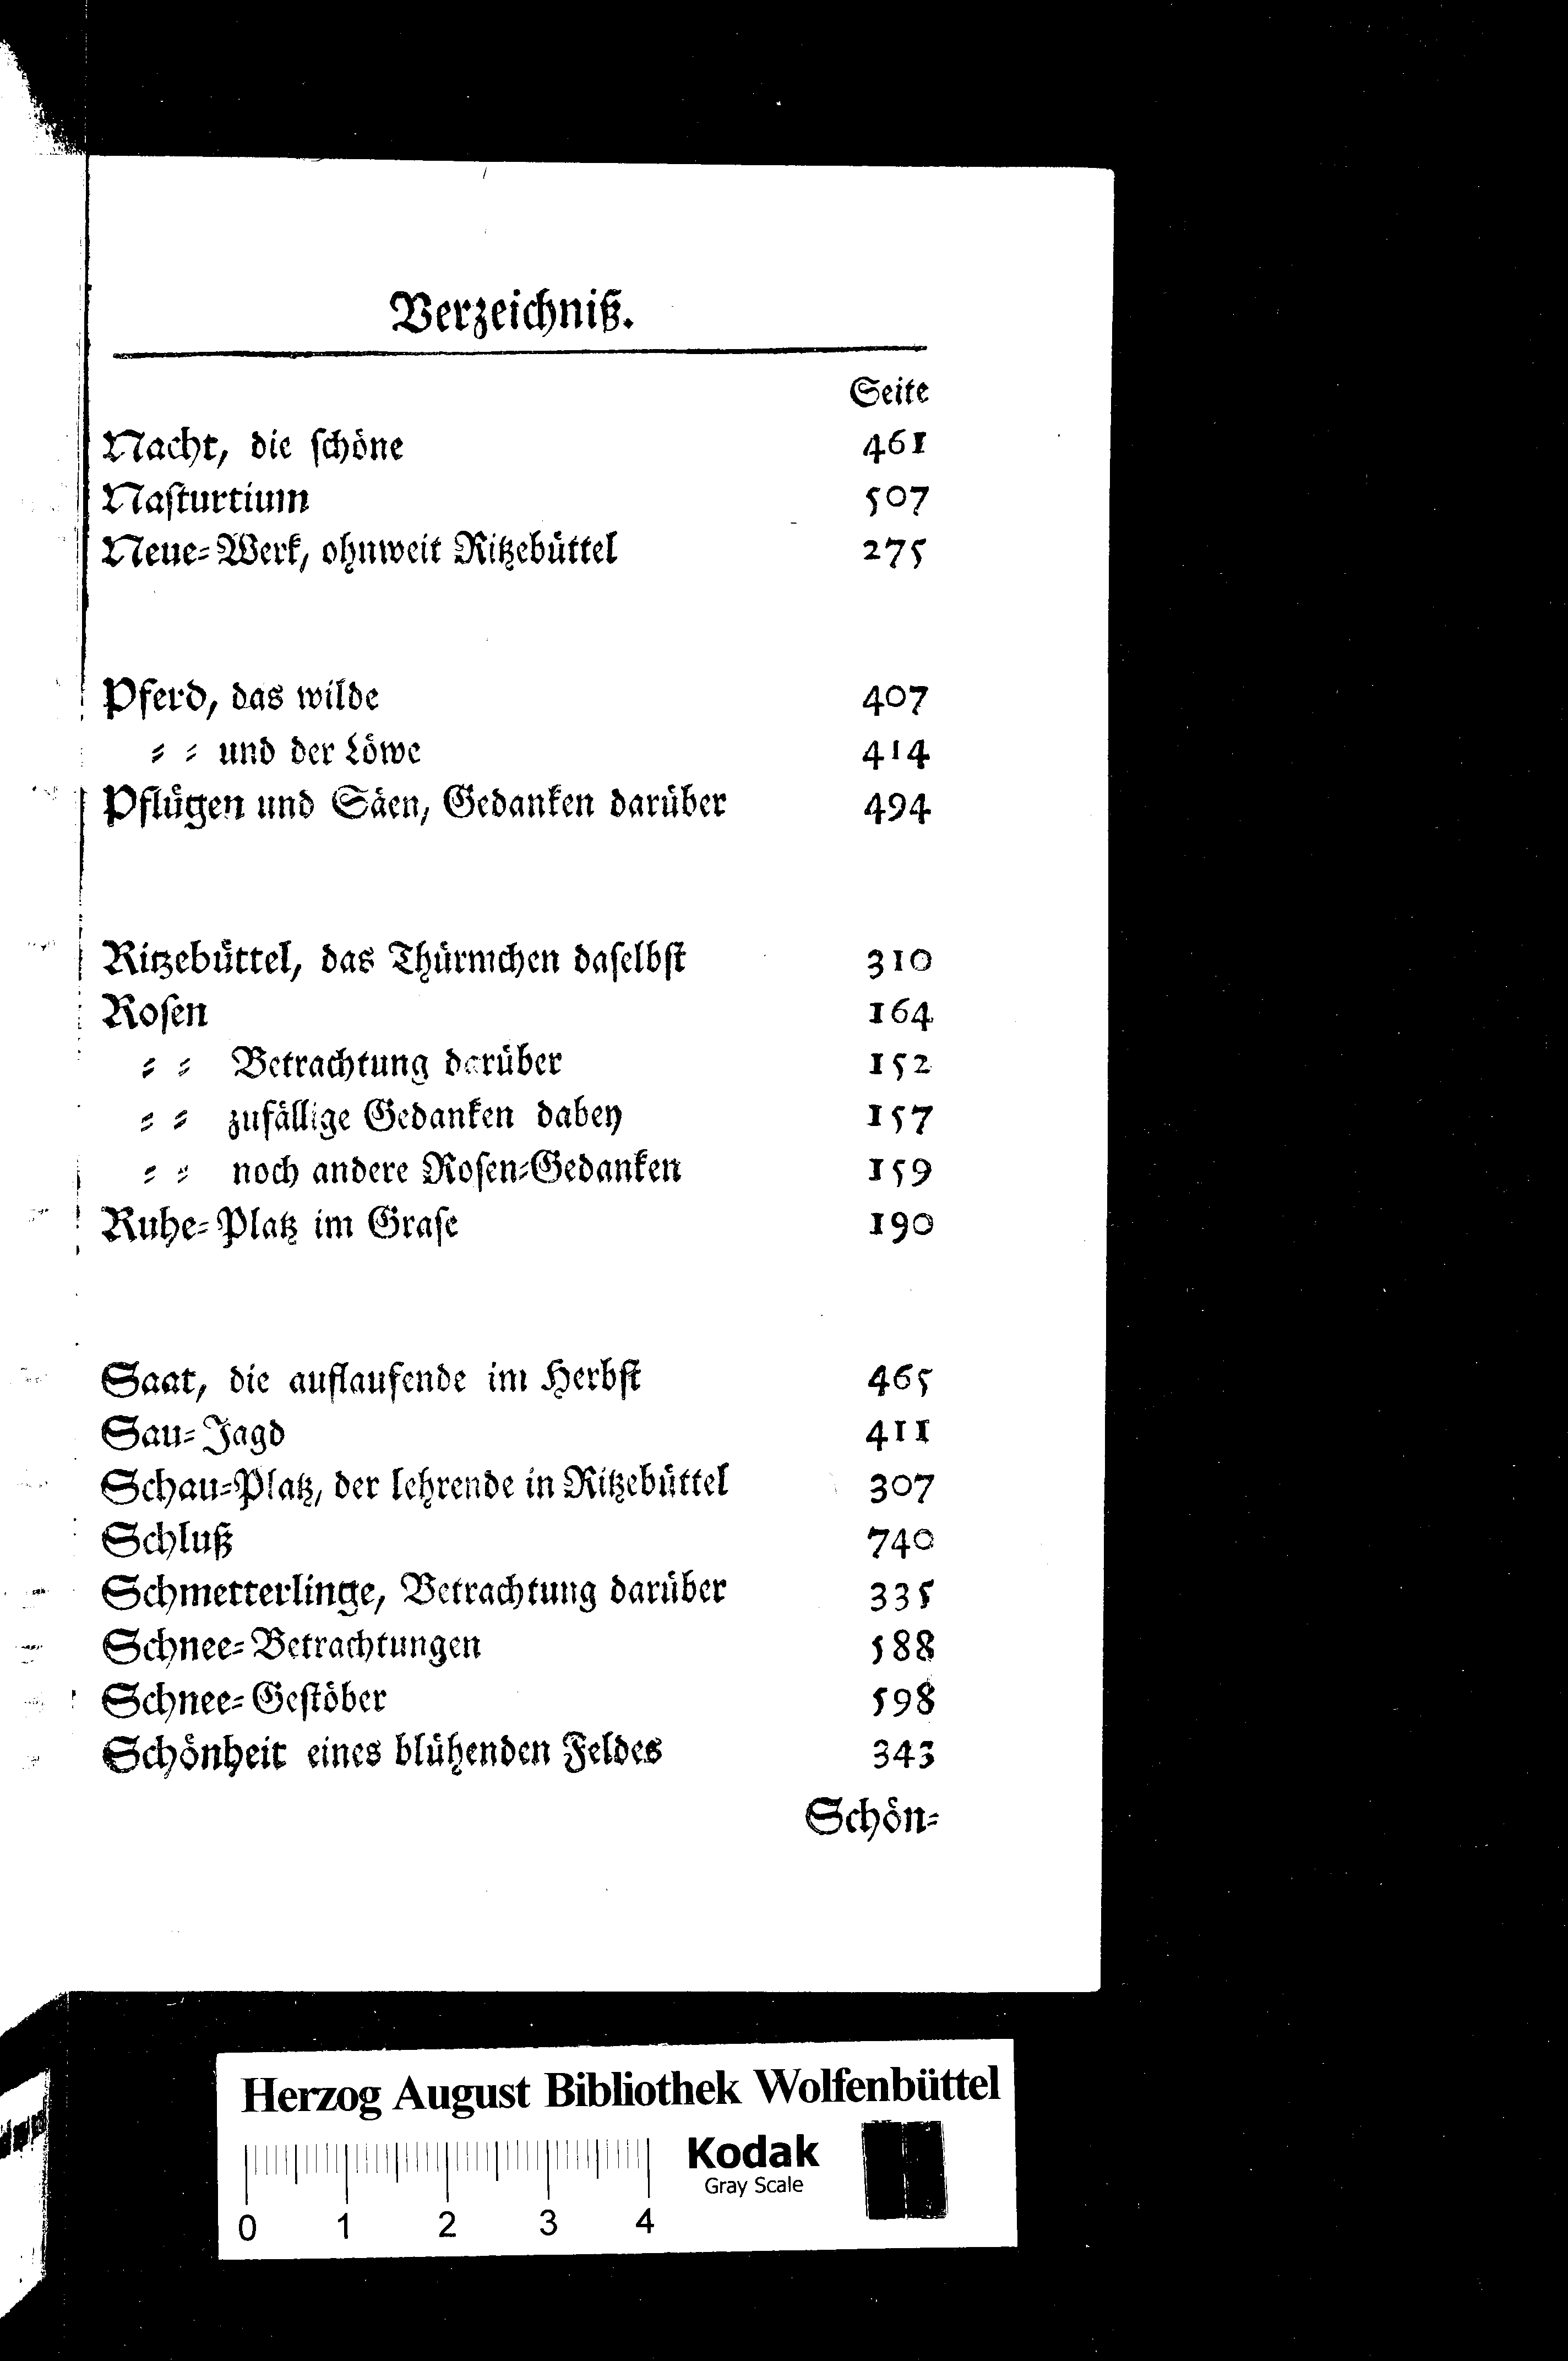 Verzeichniß.
Seite
Nacht, die ſchöne 461
Naſturtium 507
Neue⸗Werk, ohnweit Ritzebüttel 275
Pferd, das wilde 407
⸗ ⸗ und der Löwe 414
Pflügen und Säen, Gedanken darüber 494
Ritzebüttel, das Thürmchen daſelbſt 310
Roſen 164
⸗ ⸗ Betrachtung darüber 152
⸗ ⸗ zufällige Gedanken dabey 157
⸗ ⸗ noch andere Roſen⸗Gedanken 159
Ruhe⸗Platz im Graſe 190
Saat, die auflaufende im Herbſt 465
Sau⸗Jagd 411
Schau⸗Platz, der lehrende in Ritzebüttel 307
Schluß 740
Schmetterlinge, Betrachtung darüber 335
Schnee⸗Betrachtungen 588
Schnee⸗Geſtöber 598
Schönheit eines blühenden Feldes 343
Schön⸗
Herzog August Bibliothek Wolfenbüttel
Kodak
Gray Scale
0 1 2 3 4